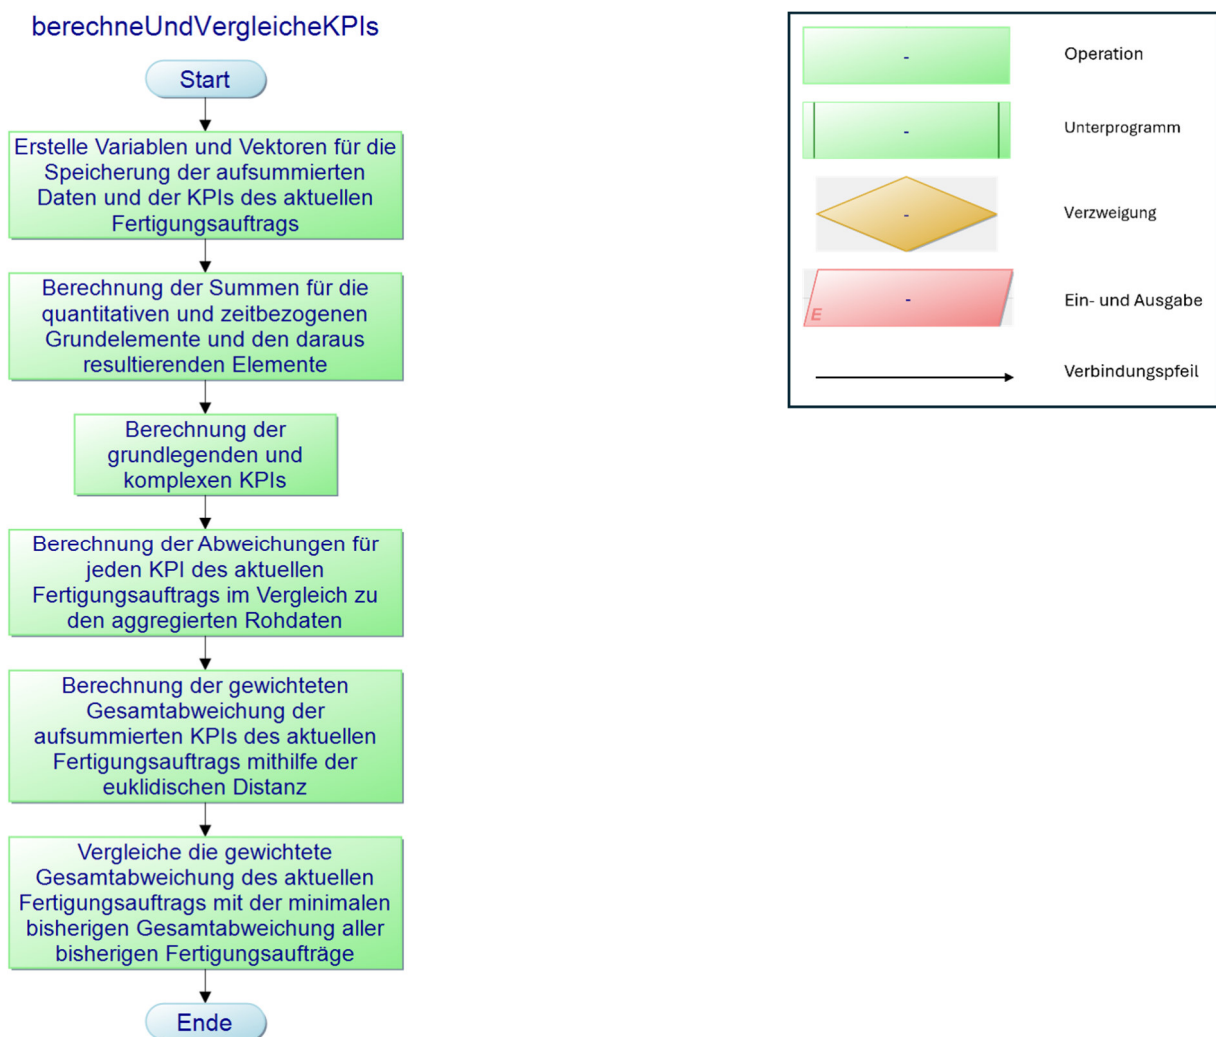 berechneUndVergleicheKPIs
Start
Erstelle Variablen und Vektoren für die
Speicherung der aufsummierten
Daten und der KPIs des aktuellen
Fertigungsauftrags
Berechnung der Summen für die
quantitativen und zeitbezogenen
Grundelemente und den daraus
resultierenden Elemente
Berechnung der
grundlegenden und
komplexen KPIs
Berechnung der Abweichungen für
jeden KPI des aktuellen
Fertigungsauftrags im Vergleich zu
den aggregierten Rohdaten
Berechnung der gewichteten
Gesamtabweichung der
aufsummierten KPIs des aktuellen
Fertigungsauftrags mithilfe der
euklidischen Distanz
Vergleiche die gewichtete
Gesamtabweichung des aktuellen
Fertigungsauftrags mit der minimalen
bisherigen Gesamtabweichung aller
bisherigen Fertigungsaufträge
Ende
-
Operation
-
Unterprogramm
-
Verzweigung
-
E
Ein- und Ausgabe
Verbindungspfeil